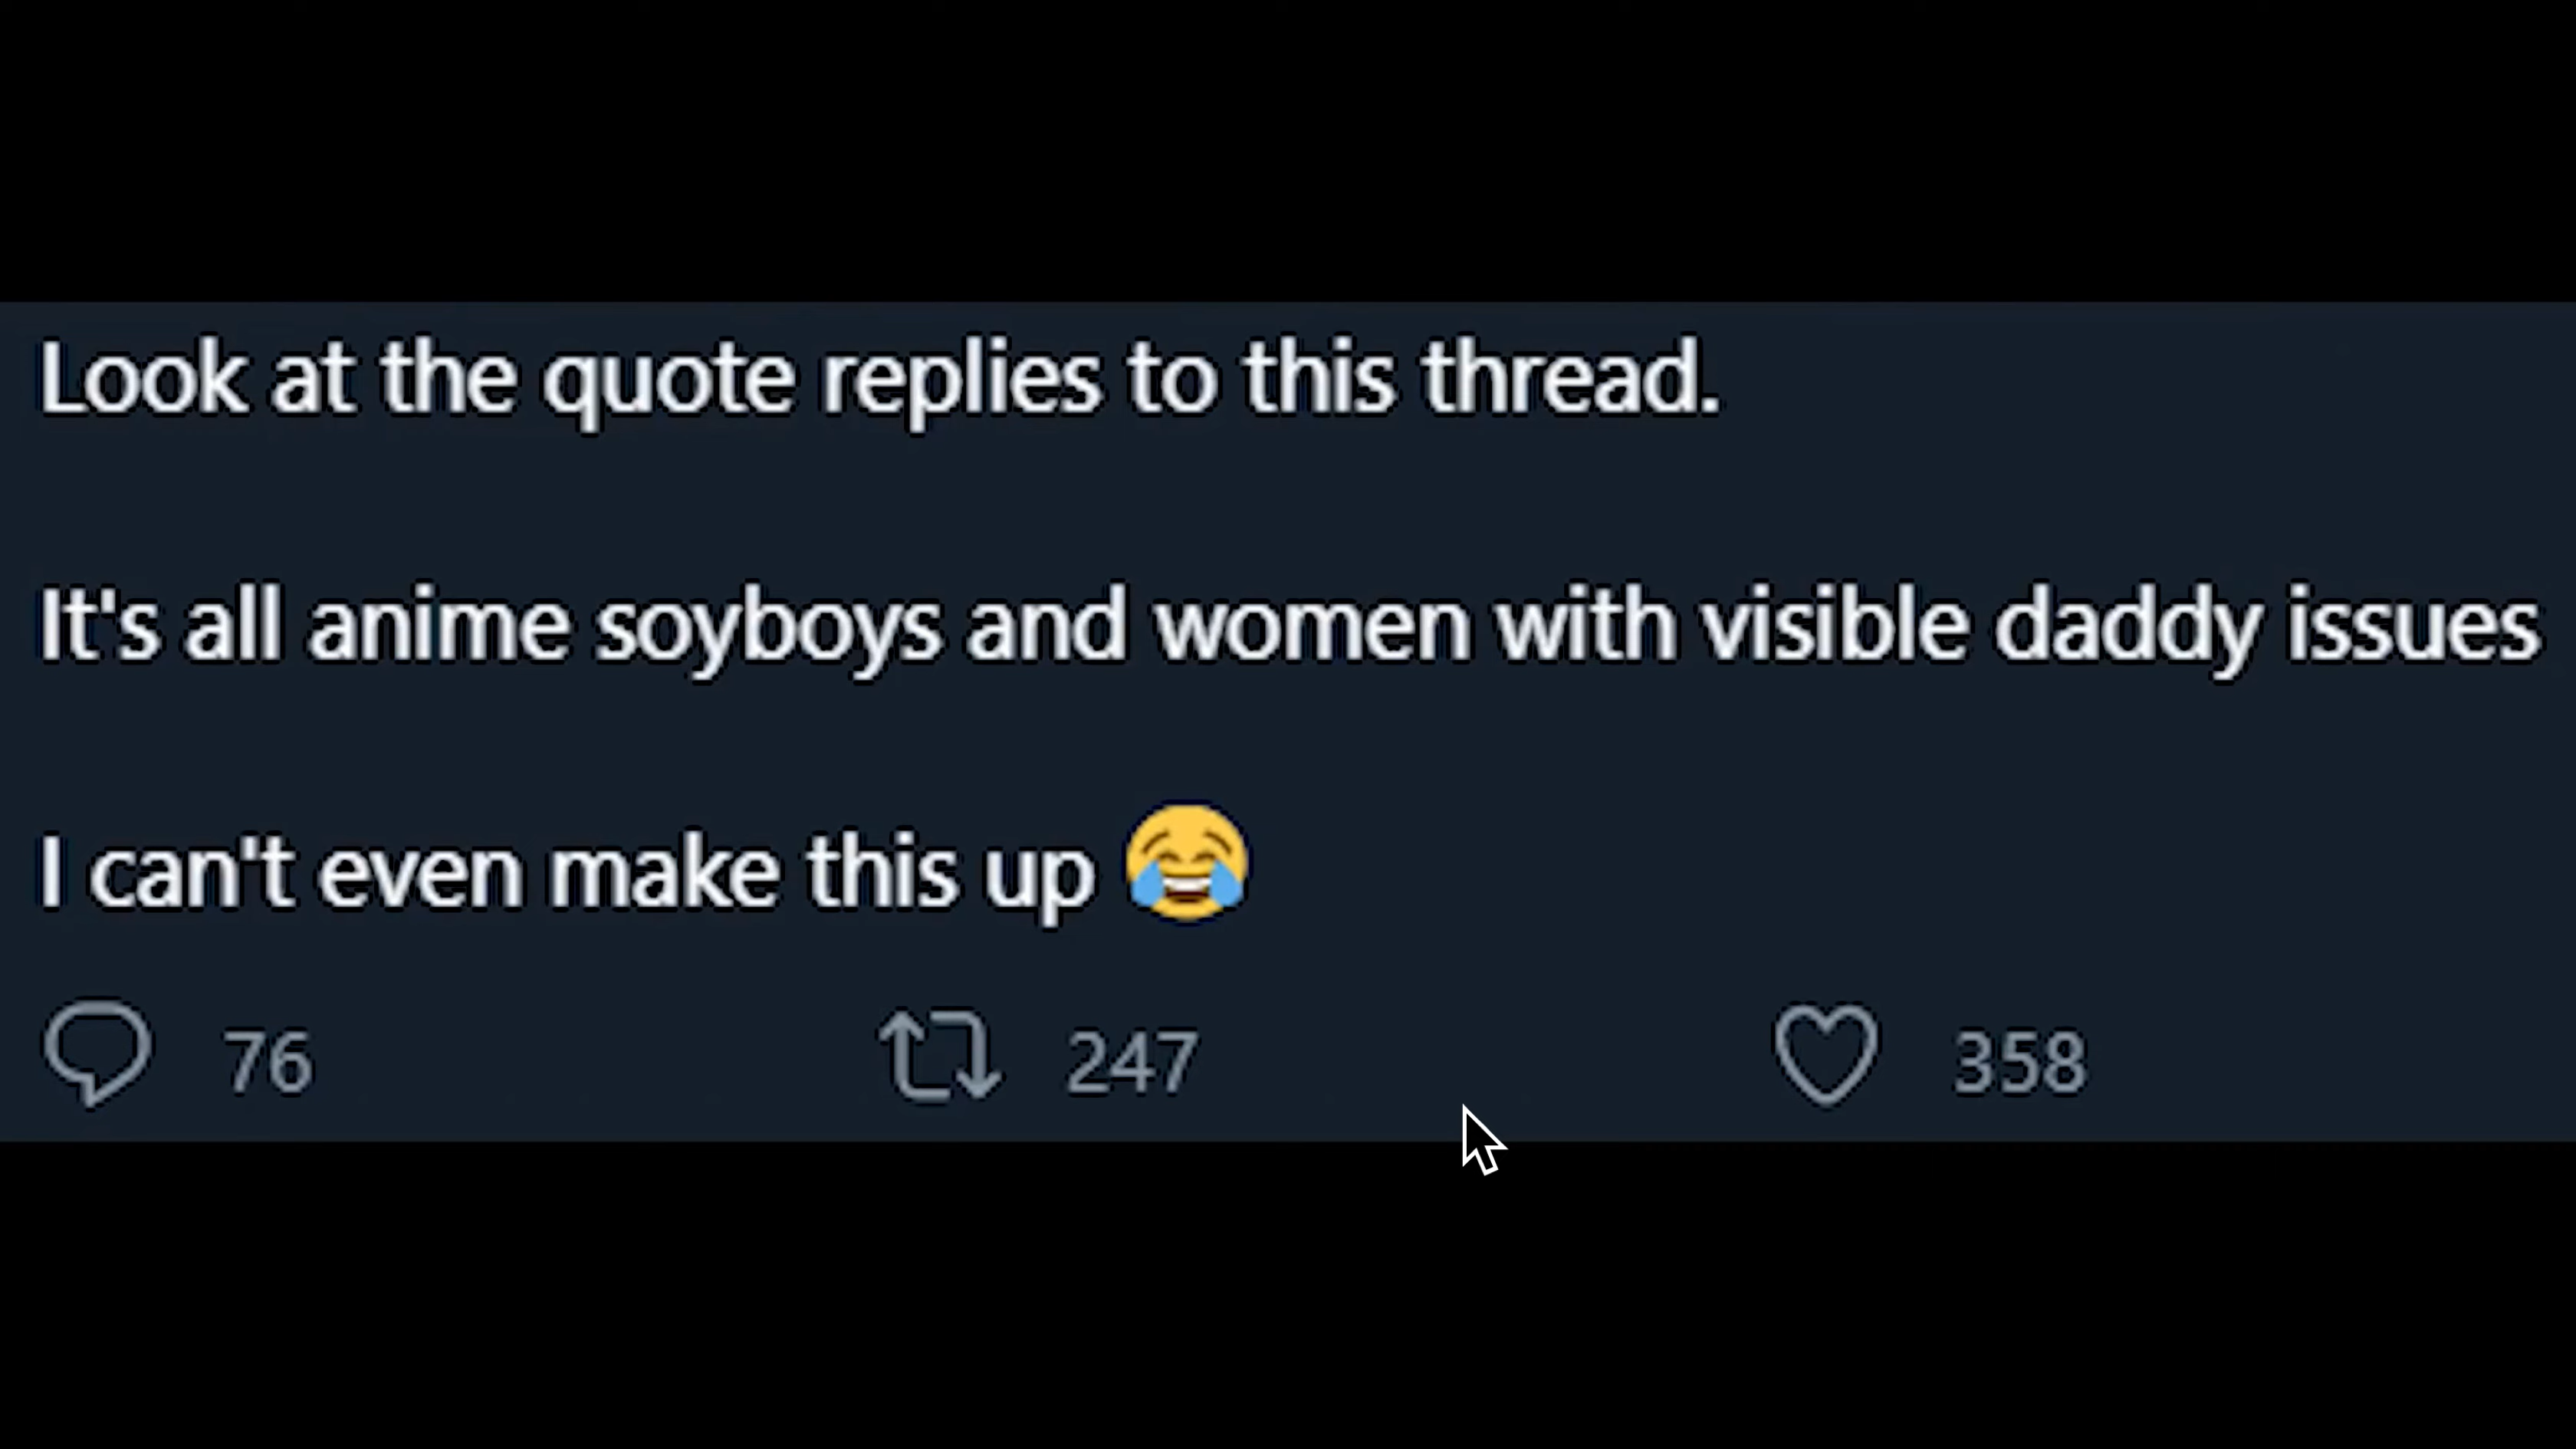 Look at the quote replies to this thread.
It's all anime soyboys and women with visible daddy issues
I can't even make this up 😂
76 247 358